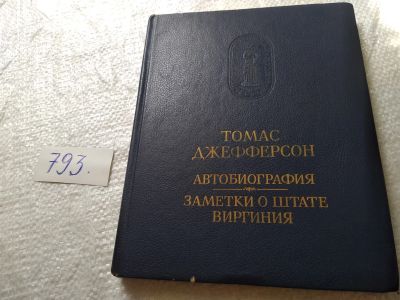 793.
ТОМАС
ДЖЕФФЕРСОН
АВТОБИОГРАФИЯ
ЗАМЕТКИ О ШТАТЕ
ВИРГИНИЯ